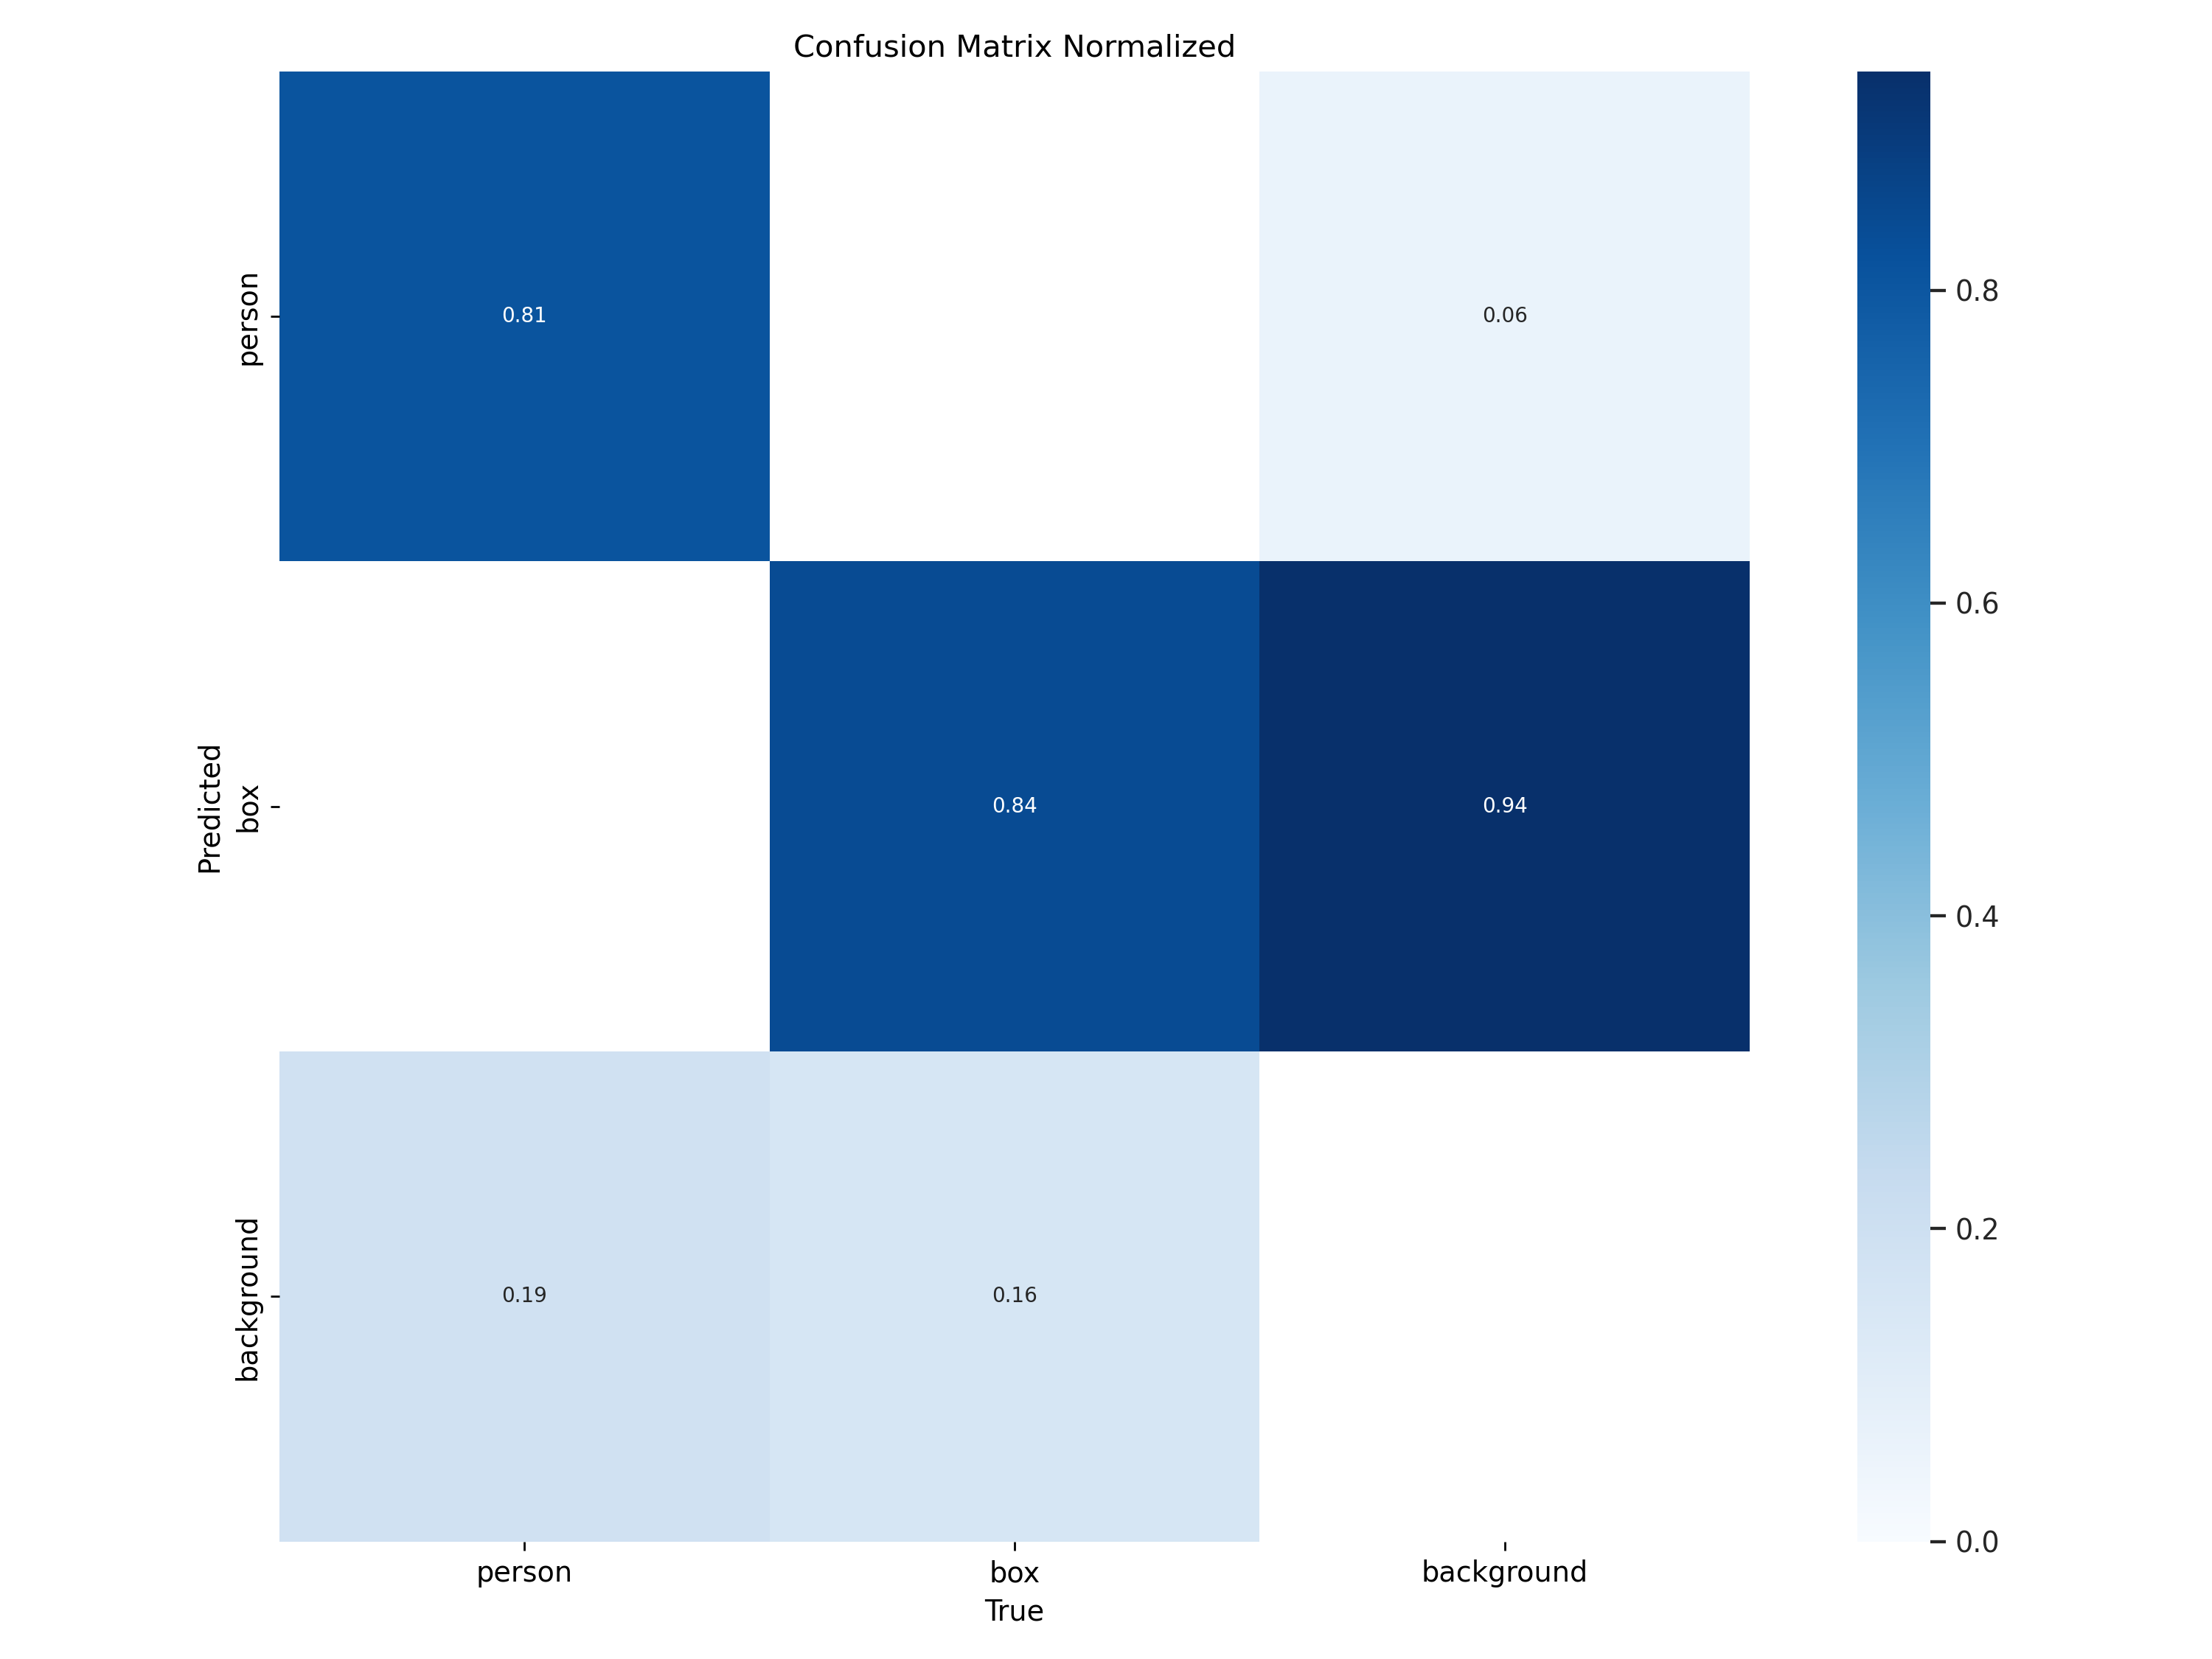 Confusion Matrix Normalized
person
0.81
0.06
0.8
0.6
Predicted
box
0.84
0.94
0.4
background
0.19
0.16
0.2
0.0
person
box
background
True